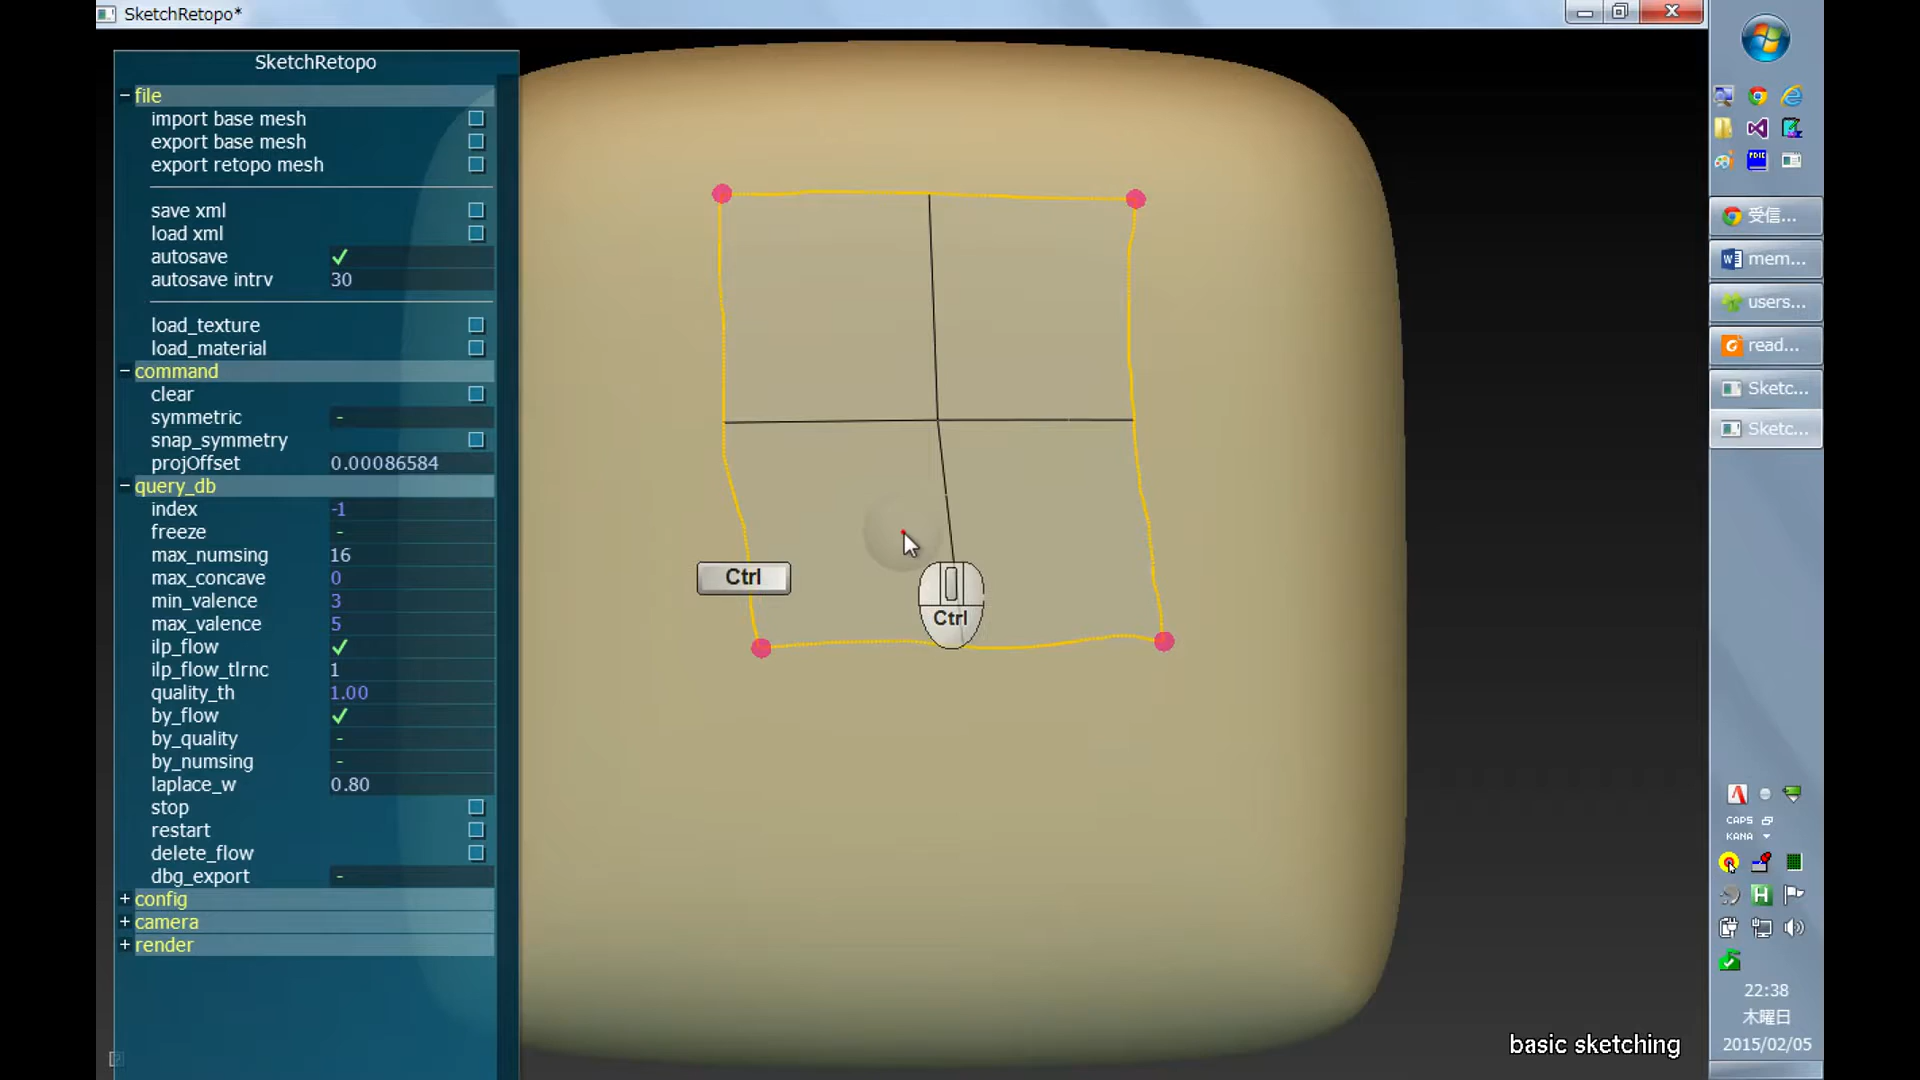 SketchRetopo*
SketchRetopo
file
import base mesh
export base mesh
export retopo mesh
save xml
load xml
autosave
autosave intrv 30
load_texture
load_material
command
clear
symmetric -
snap_symmetry
projOffset 0.00086584
query_db
index -1
freeze -
max_numsing 16
max_concave 0
min_valence 3
max_valence 5
ilp_flow
ilp_flow_tlrnc 1
quality_th 1.00
by_flow
by_quality -
by_numsing -
laplace_w 0.80
stop
restart
delete_flow
dbg_export -
config
camera
render
Ctrl
Ctrl
basic sketching
PDIC
受信...
mem...
users...
read...
Sketc...
Sketc...
CAPS
KANA
22:38
木曜日
2015/02/05